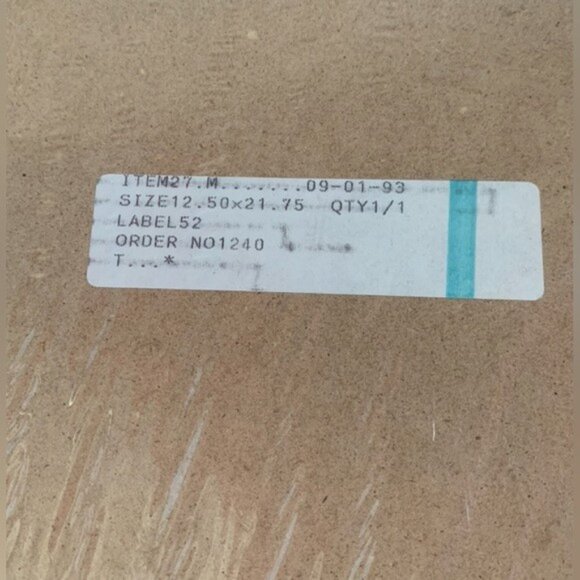 ITEM27.M.......09-01-93
SIZE12.50x21.75 QTY1/1
LABEL52
ORDER NO1240
T...*